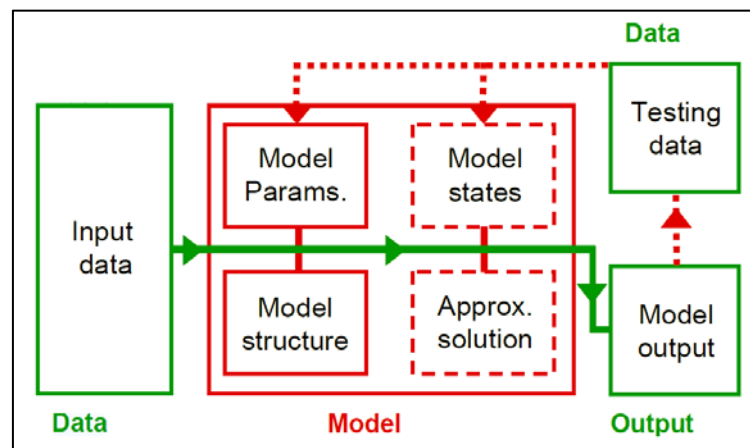 Data
Testing
data
Model
Params.
Model
states
Input
data
Model
structure
Approx.
solution
Model
output
Data
Model
Output